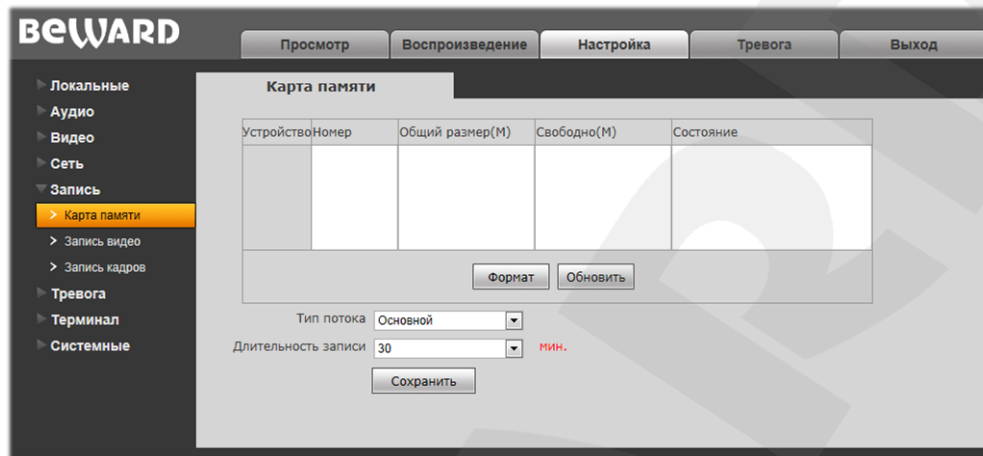 BEWARD
Просмотр Воспроизведение Настройка Тревога Выход
Локальные
Аудио
Видео
Сеть
Запись
Карта памяти
Запись видео
Запись кадров
Тревога
Терминал
Системные
Карта памяти
Устройство Номер Общий размер(М) Свободно(М) Состояние
Формат Обновить
Тип потока Основной
Длительность записи 30 мин.
Сохранить